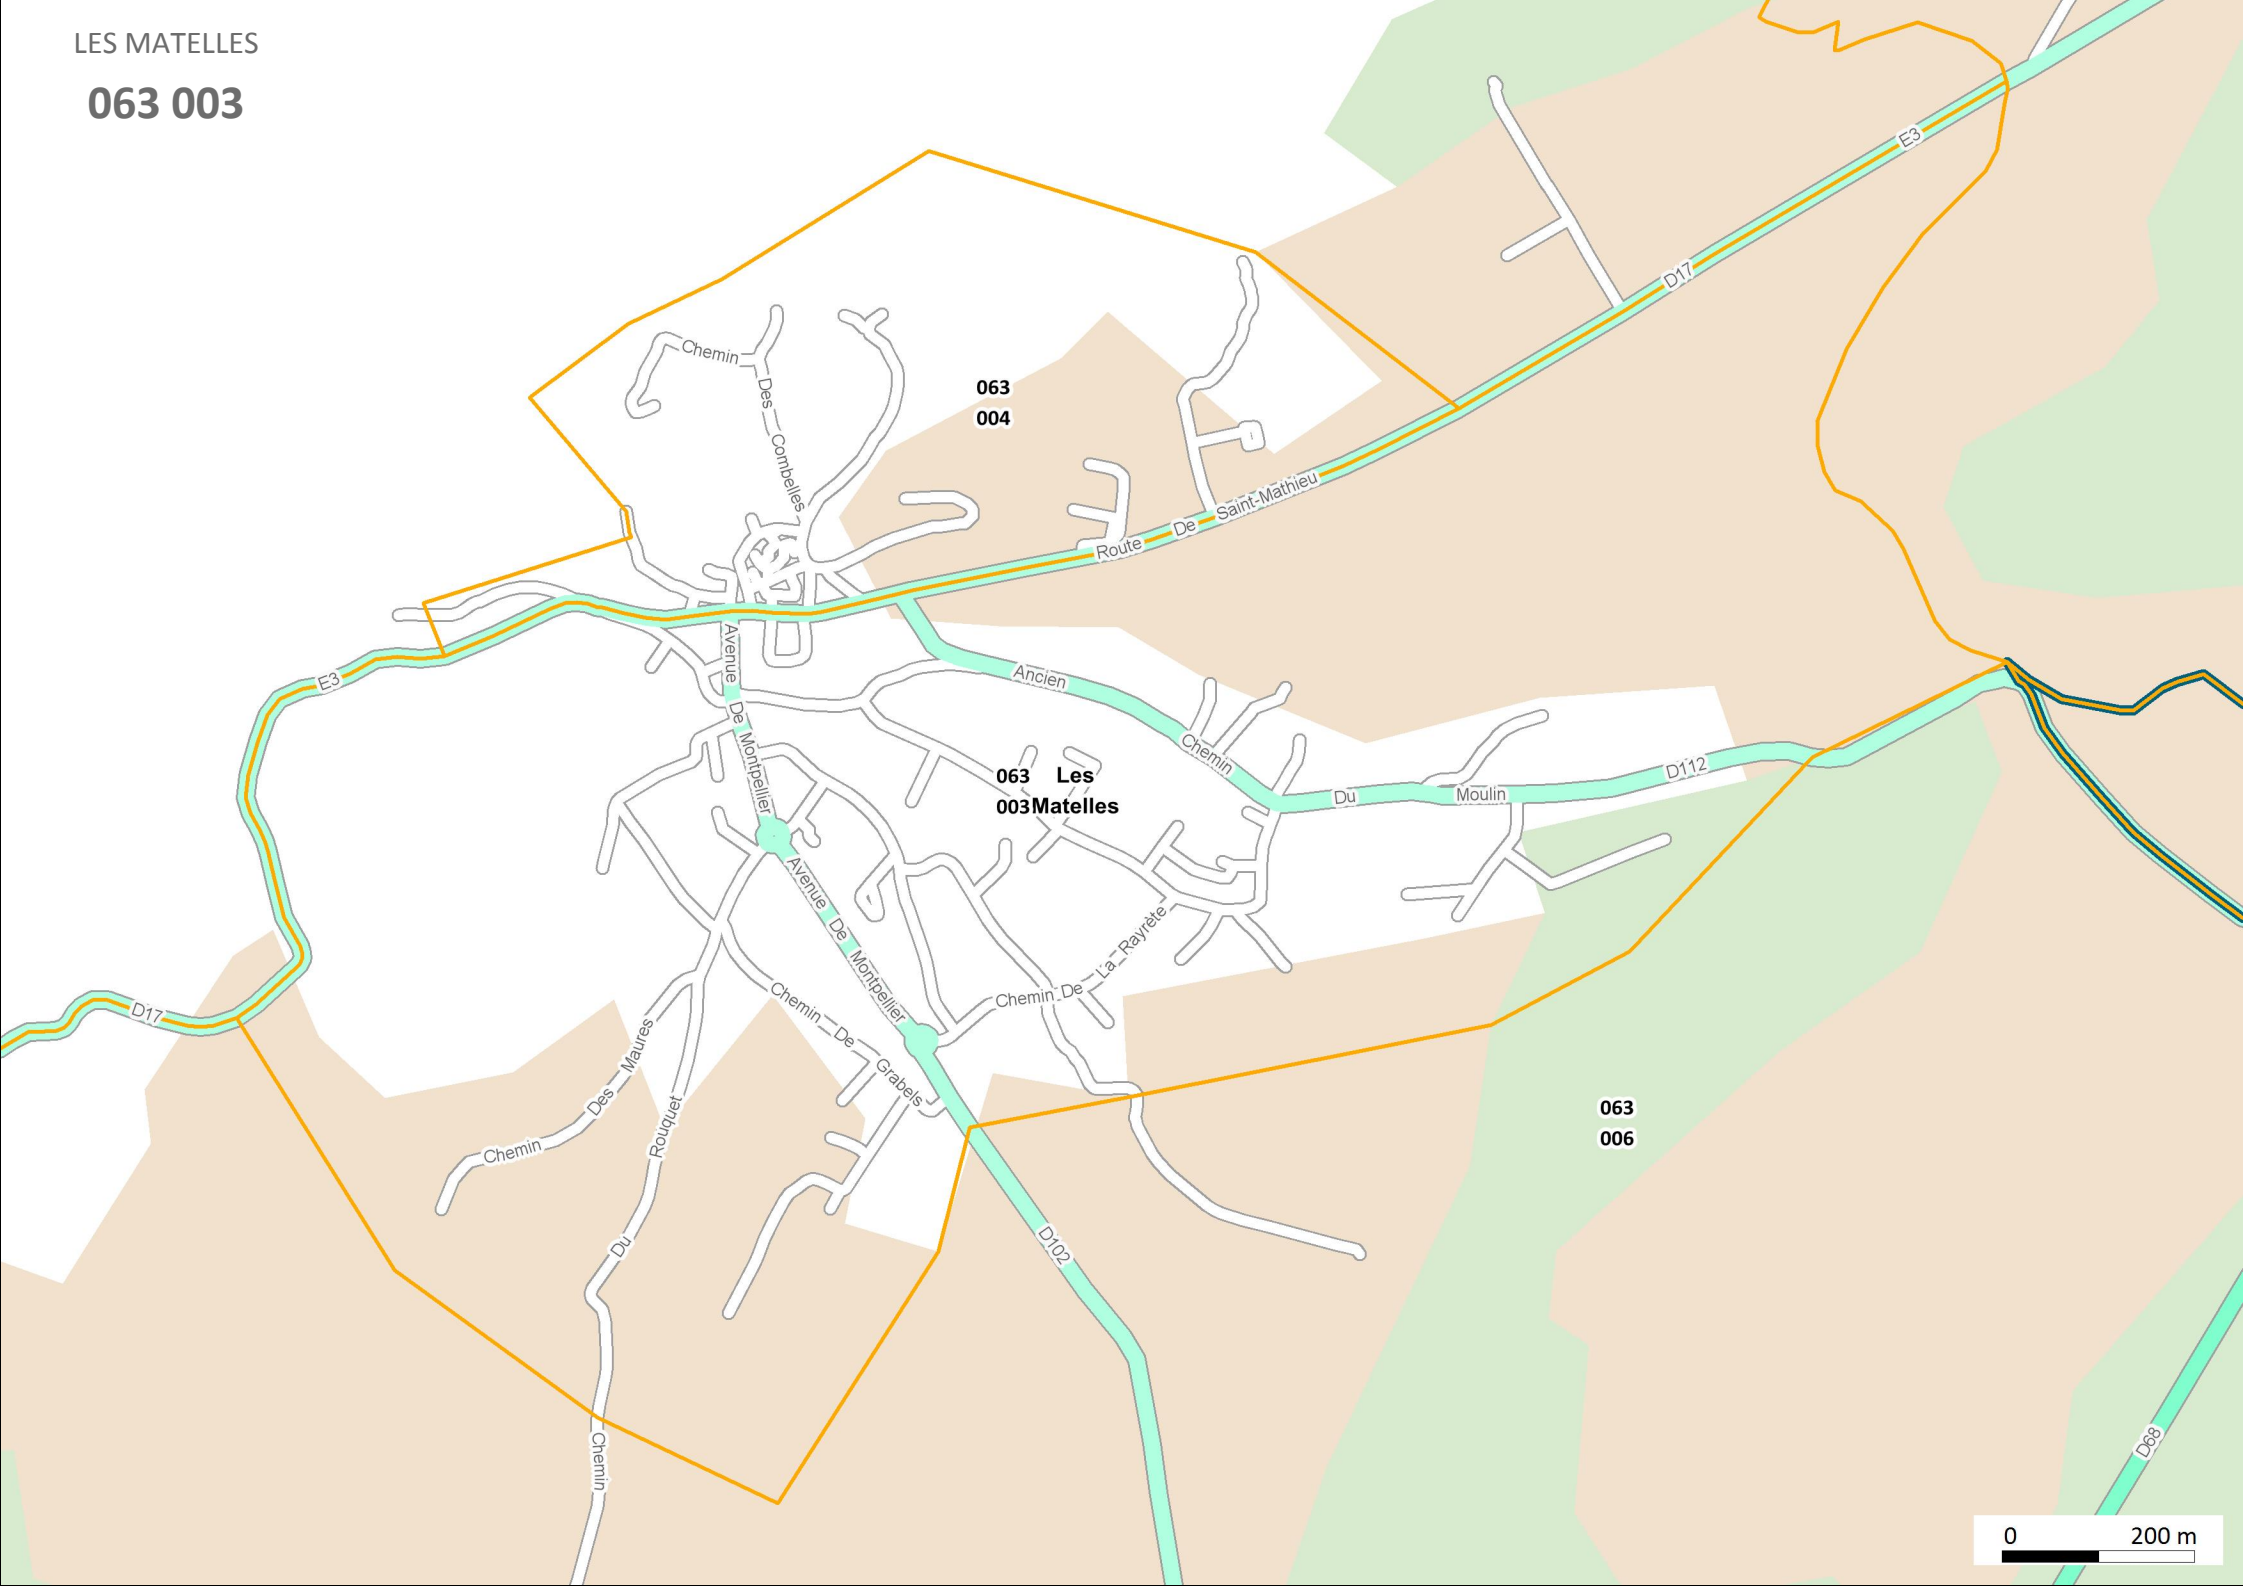 LES MATELLES
063 003
E3
D17
Chemin
Des
Combelles
063
004
Saint-Mathieu
De
Route
E3
Avenue
De
Montpellier
Ancien
Chemin
Du
Moulin
D112
063 Les
003 Matelles
Avenue
De
Montpellier
La Rayrète
Chemin De
D17
Chemin
De
Grabels
Maures
Des
Chemin
Rouquet
Du
Chemin
063
006
D102
D68
0 200 m